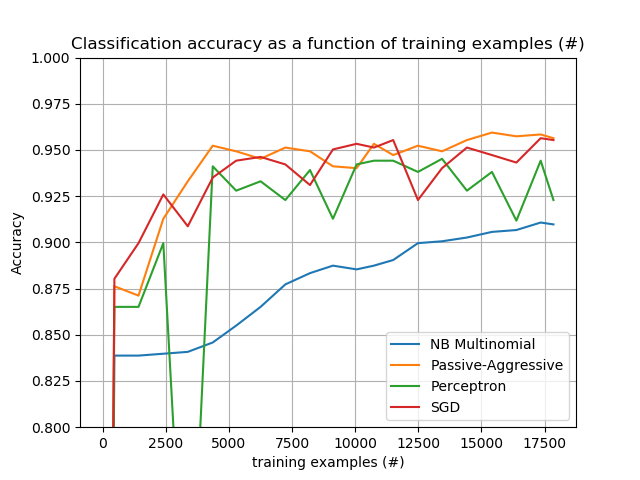 Classification accuracy as a function of training examples (#)
1.000
0.975
0.950
0.925
0.900
0.875
0.850
0.825
0.800
Accuracy
NB Multinomial
Passive-Aggressive
Perceptron
SGD
0 2500 5000 7500 10000 12500 15000 17500
training examples (#)